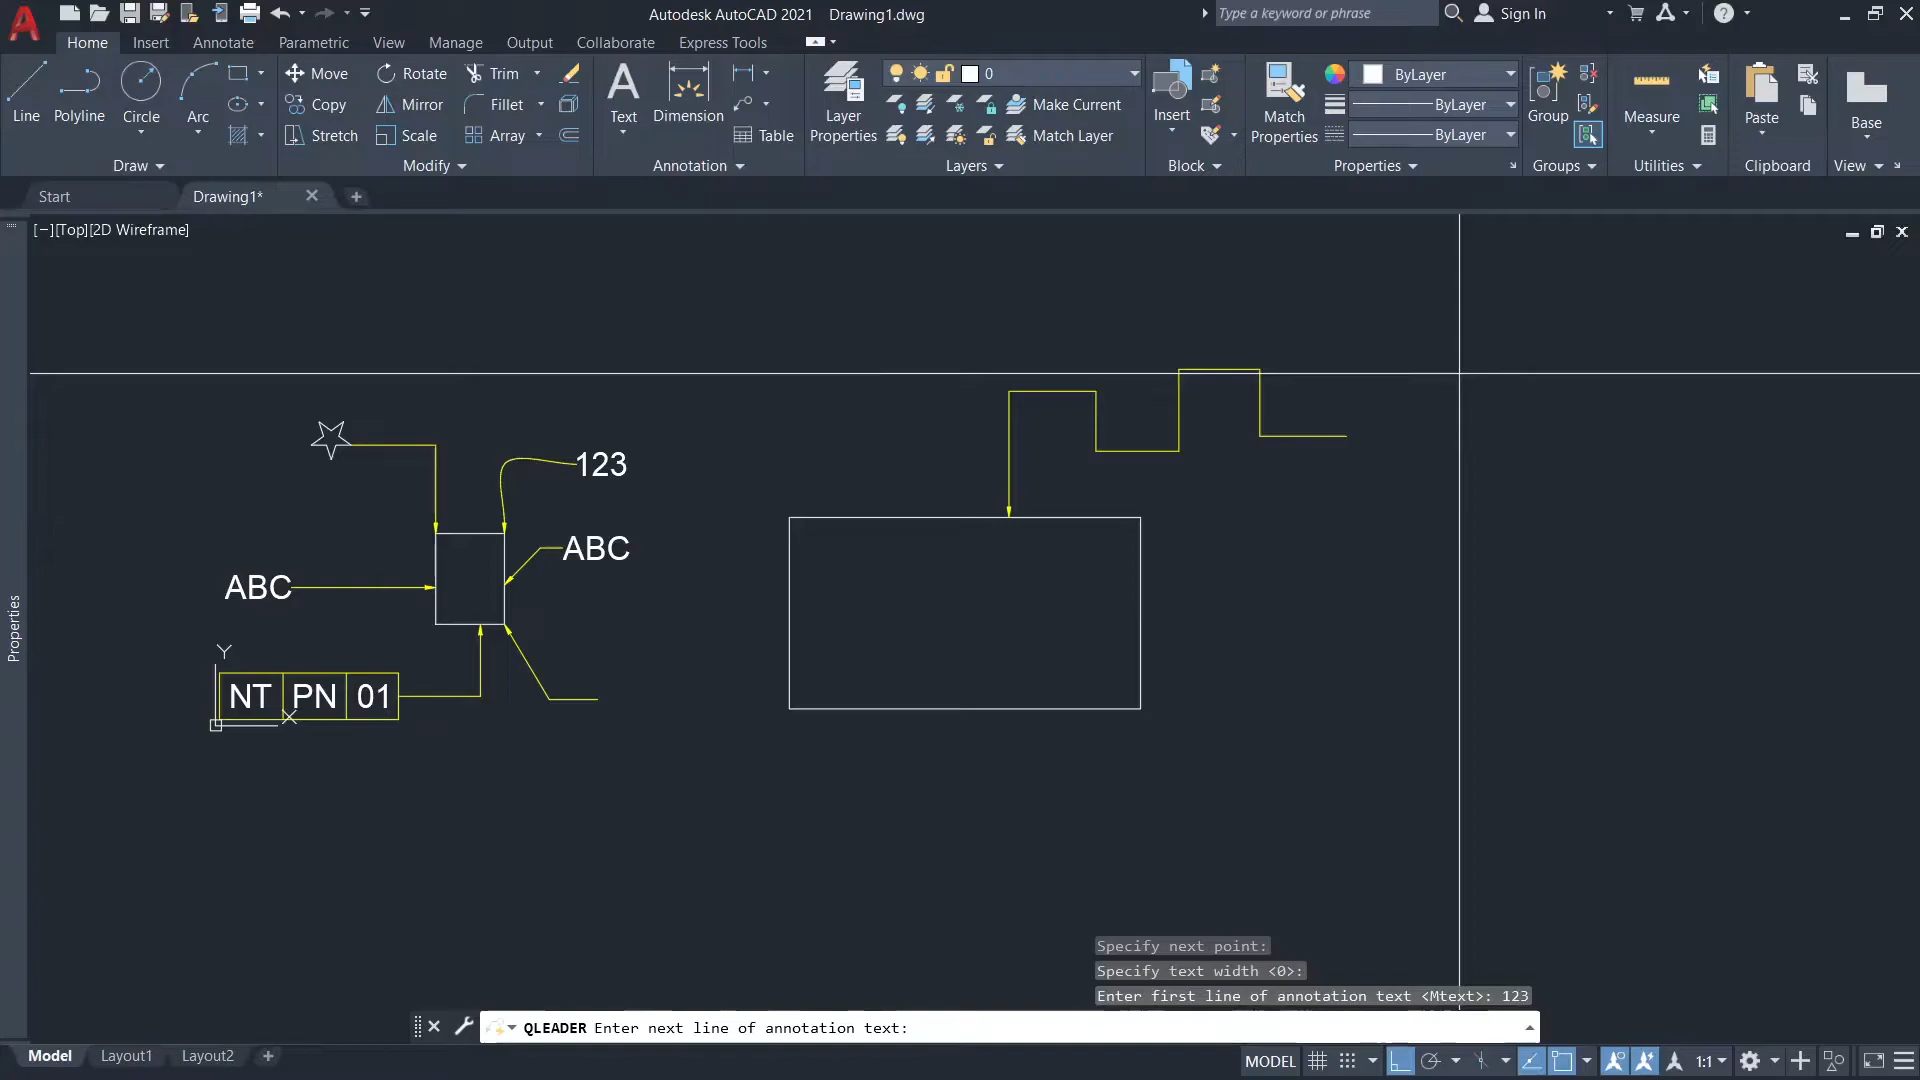 Autodesk AutoCAD 2021 Drawing1.dwg
Type a keyword or phrase
Sign In
Home Insert Annotate Parametric View Manage Output Collaborate Express Tools
Line Polyline Circle Arc
Move Rotate Trim
Copy Mirror Fillet
Stretch Scale Array
Text Dimension
Table
Layer
Properties
0
Make Current
Match Layer
Insert
Match
Properties
ByLayer
ByLayer
ByLayer
Group
Measure
Paste
Base
Draw Modify Annotation Layers Block Properties Groups Utilities Clipboard View
Start Drawing1*
[−][Top][2D Wireframe]
123
ABC
ABC
Y
NT PN 01
X
Properties
Specify next point:
Specify text width <0>:
Enter first line of annotation text <Mtext>: 123
QLEADER Enter next line of annotation text:
Model Layout1 Layout2
MODEL 1:1